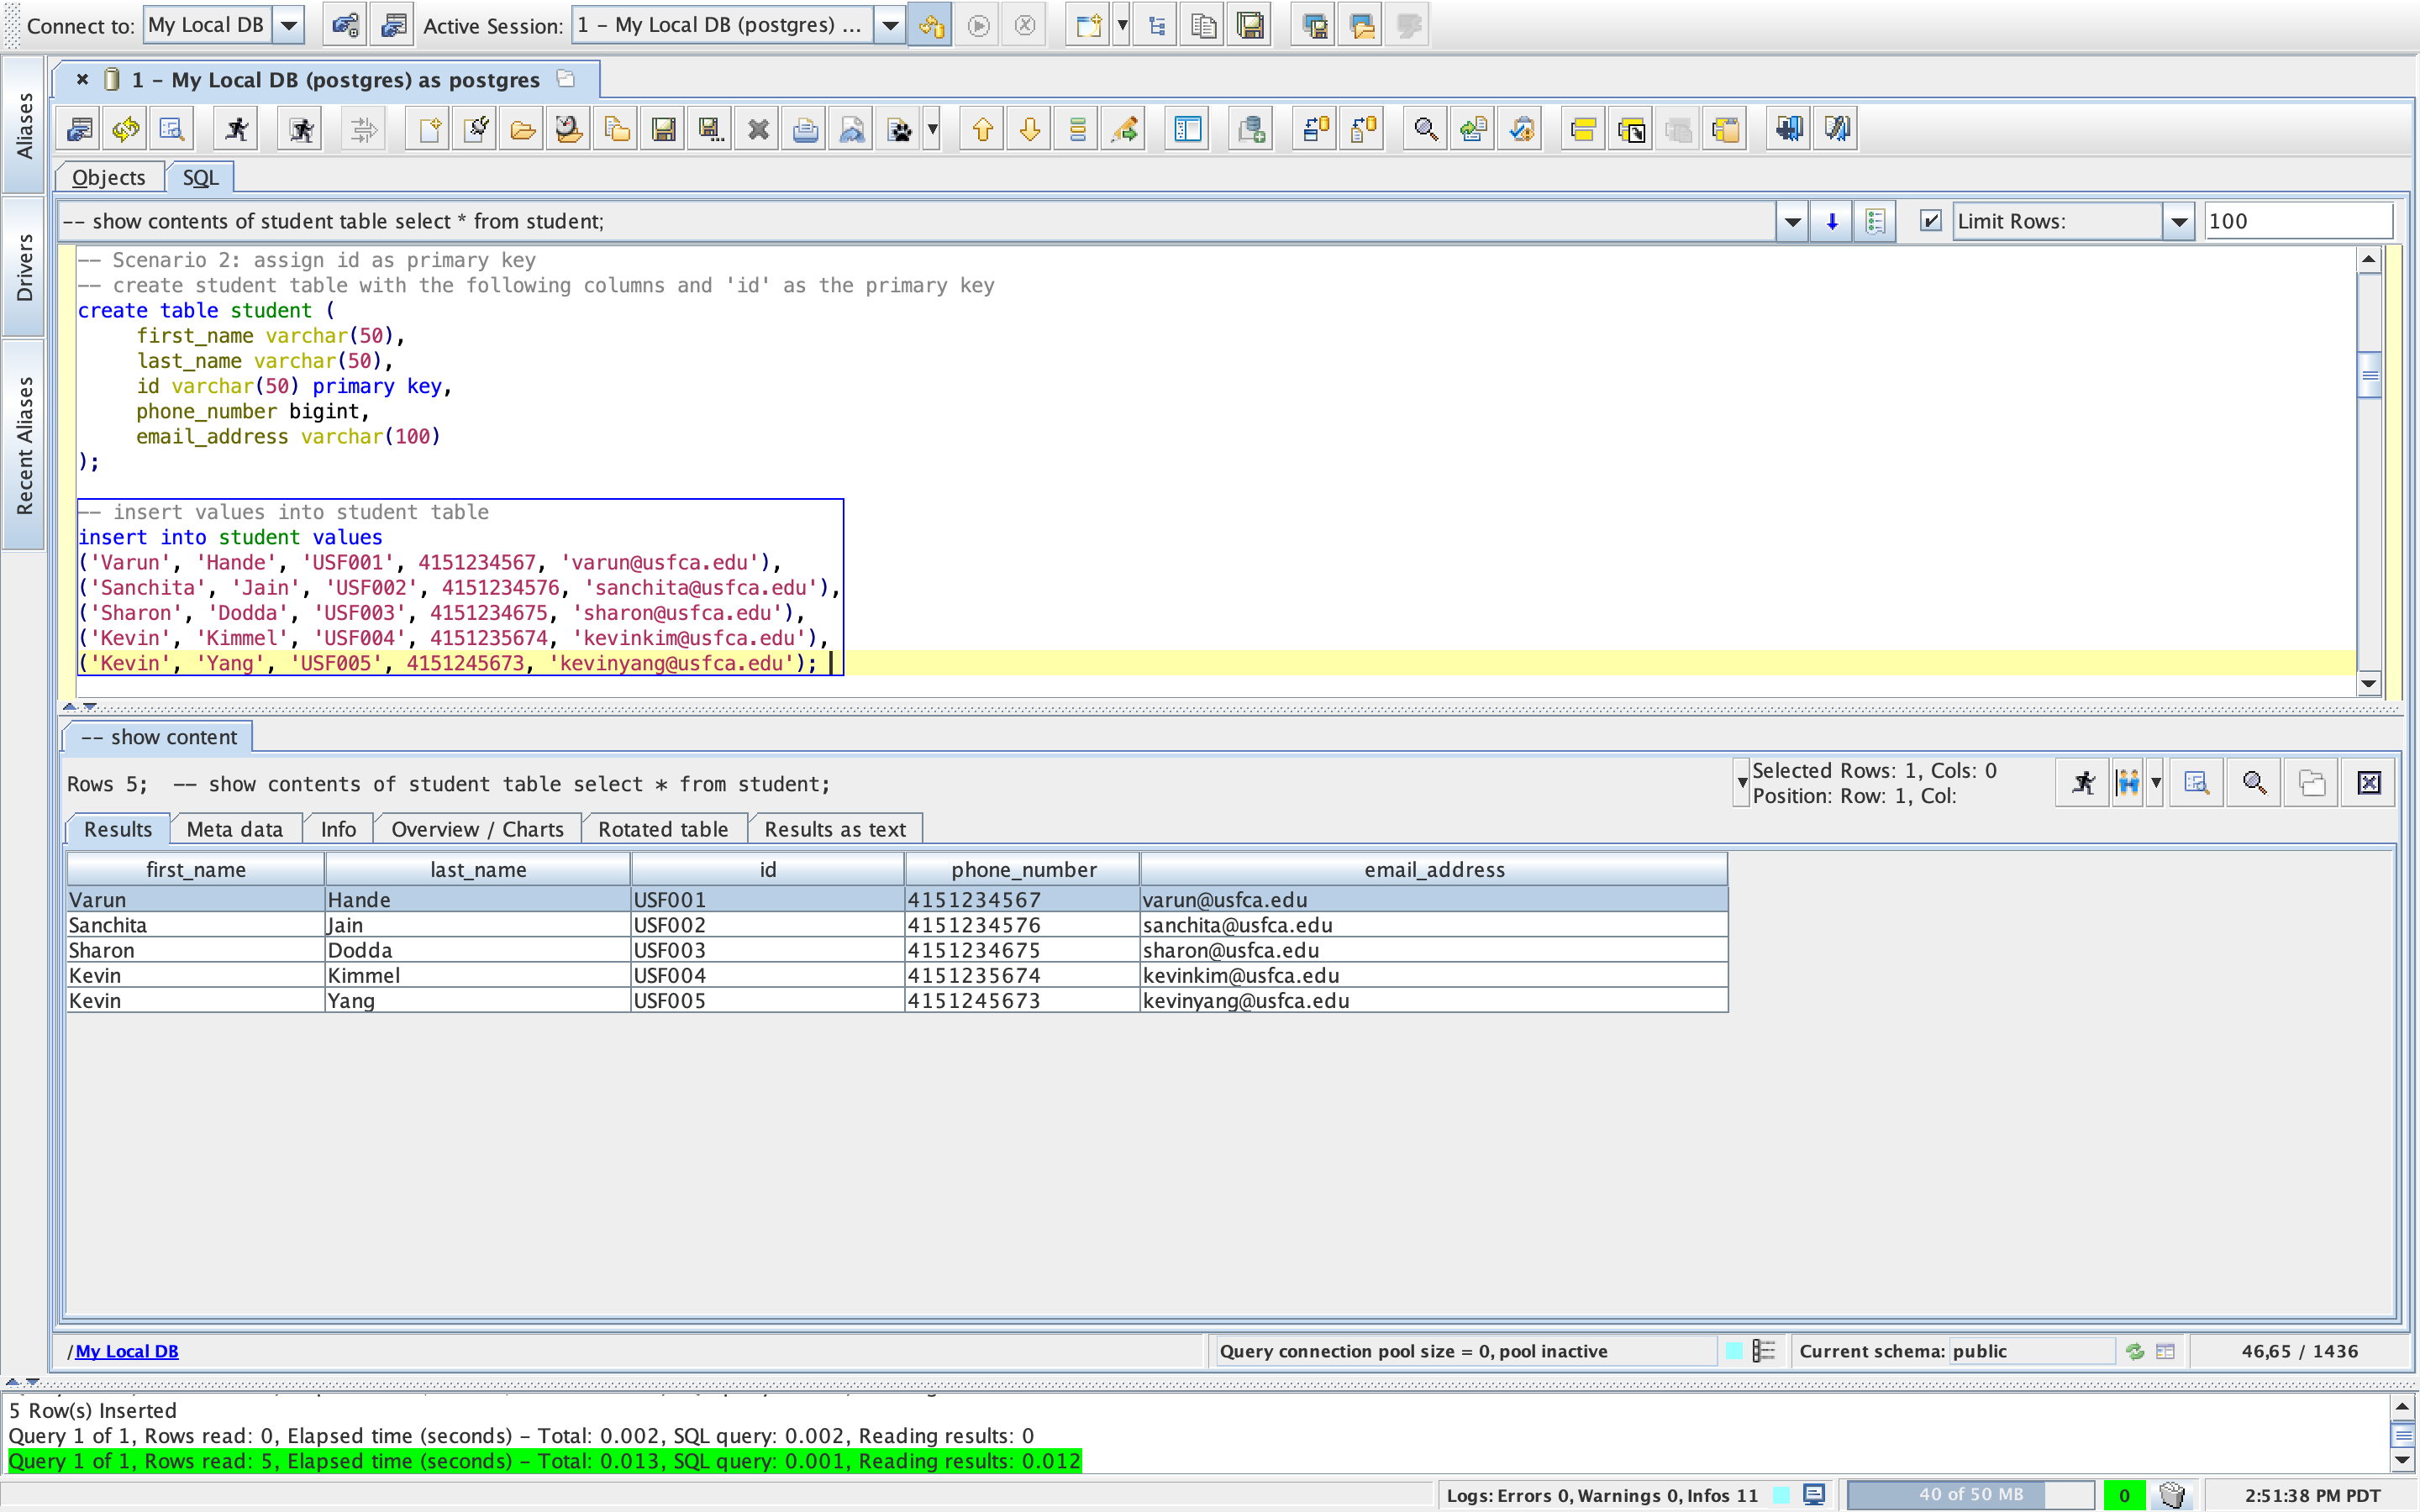 Connect to: My Local DB Active Session: 1 – My Local DB (postgres) ...
1 – My Local DB (postgres) as postgres
Aliases
Drivers
Recent Aliases
Objects SQL
-- show contents of student table select * from student; Limit Rows: 100
-- Scenario 2: assign id as primary key
-- create student table with the following columns and 'id' as the primary key
create table student (
first_name varchar(50),
last_name varchar(50),
id varchar(50) primary key,
phone_number bigint,
email_address varchar(100)
);
-- insert values into student table
insert into student values
('Varun', 'Hande', 'USF001', 4151234567, 'varun@usfca.edu'),
('Sanchita', 'Jain', 'USF002', 4151234576, 'sanchita@usfca.edu'),
('Sharon', 'Dodda', 'USF003', 4151234675, 'sharon@usfca.edu'),
('Kevin', 'Kimmel', 'USF004', 4151235674, 'kevinkim@usfca.edu'),
('Kevin', 'Yang', 'USF005', 4151245673, 'kevinyang@usfca.edu');
-- show content
Rows 5; -- show contents of student table select * from student;
Selected Rows: 1, Cols: 0
Position: Row: 1, Col:
Results Meta data Info Overview / Charts Rotated table Results as text
first_name last_name id phone_number email_address
Varun Hande USF001 4151234567 varun@usfca.edu
Sanchita Jain USF002 4151234576 sanchita@usfca.edu
Sharon Dodda USF003 4151234675 sharon@usfca.edu
Kevin Kimmel USF004 4151235674 kevinkim@usfca.edu
Kevin Yang USF005 4151245673 kevinyang@usfca.edu
/My Local DB Query connection pool size = 0, pool inactive Current schema: public 46,65 / 1436
5 Row(s) Inserted
Query 1 of 1, Rows read: 0, Elapsed time (seconds) – Total: 0.002, SQL query: 0.002, Reading results: 0
Query 1 of 1, Rows read: 5, Elapsed time (seconds) – Total: 0.013, SQL query: 0.001, Reading results: 0.012
Logs: Errors 0, Warnings 0, Infos 11 40 of 50 MB 0 2:51:38 PM PDT